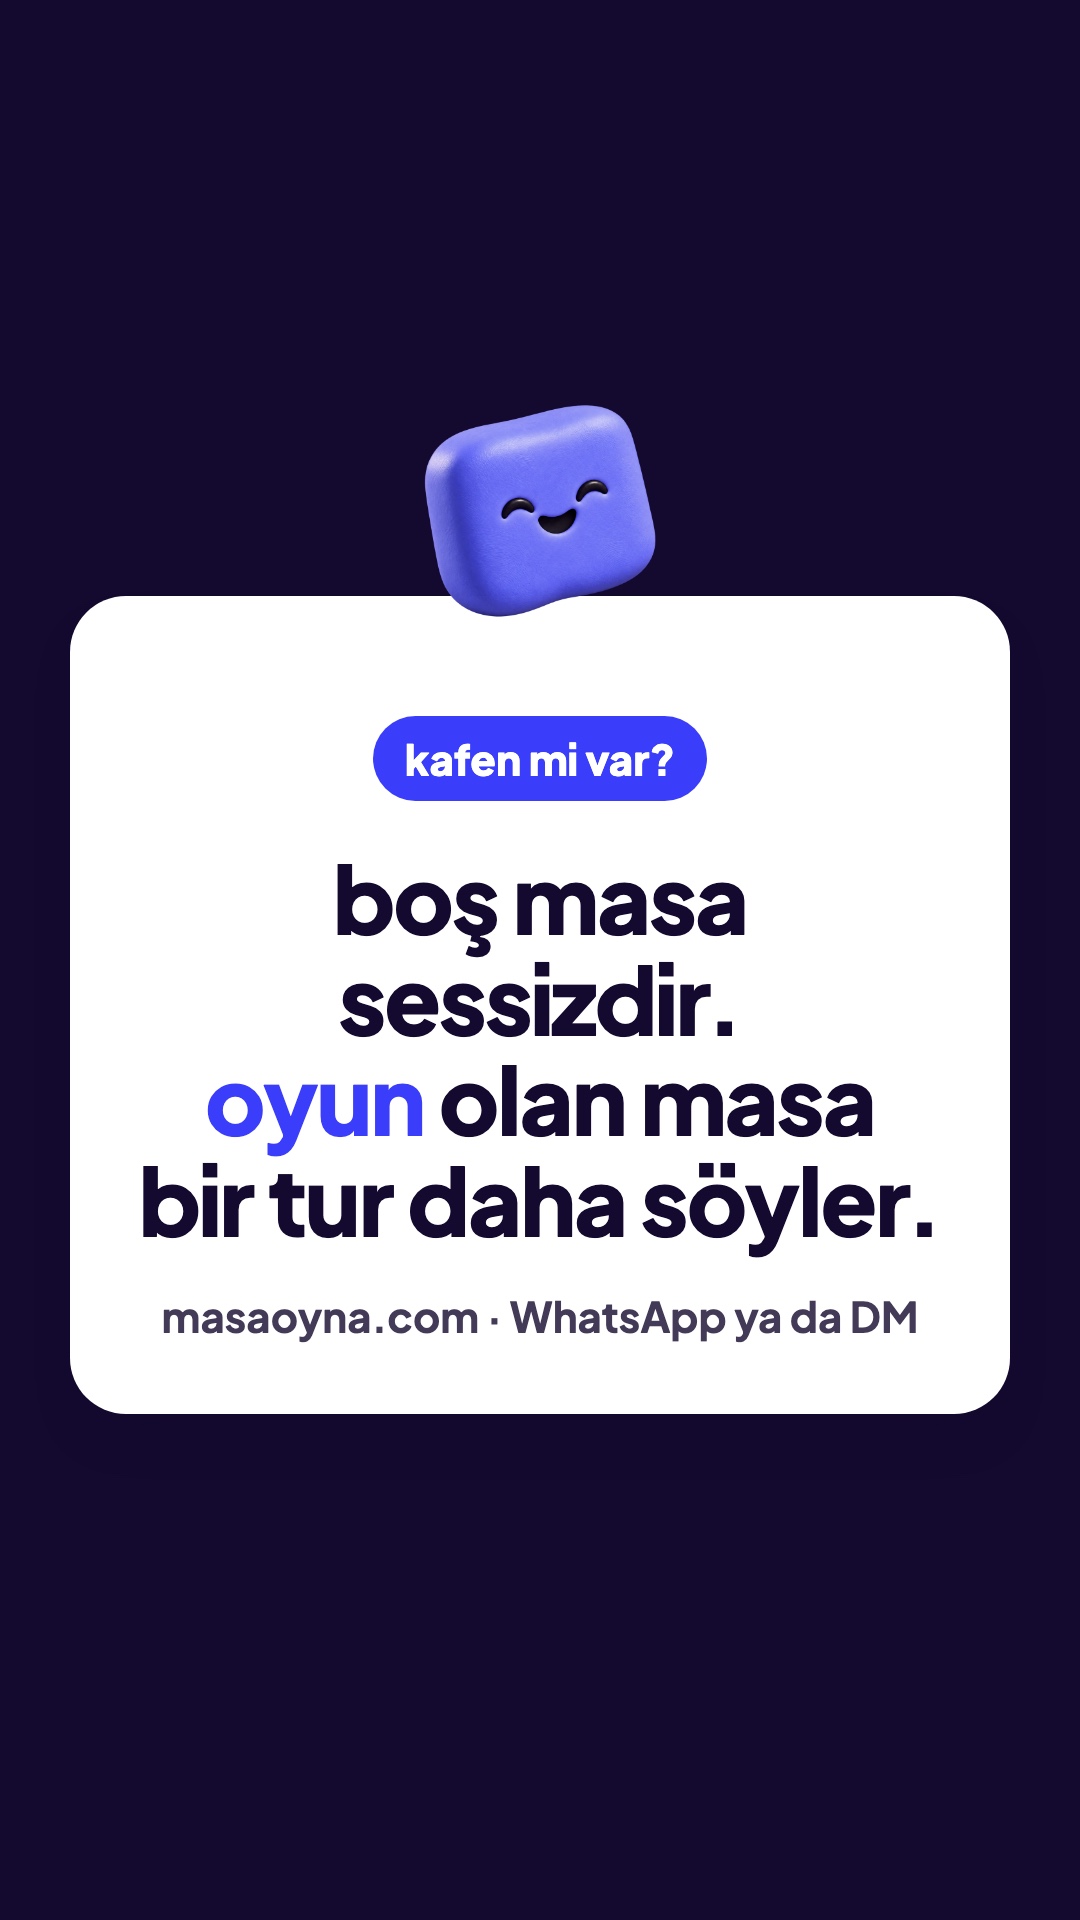 kafen mi var?
boş masa
sessizdir.
oyun olan masa
bir tur daha söyler.
masaoyna.com · WhatsApp ya da DM